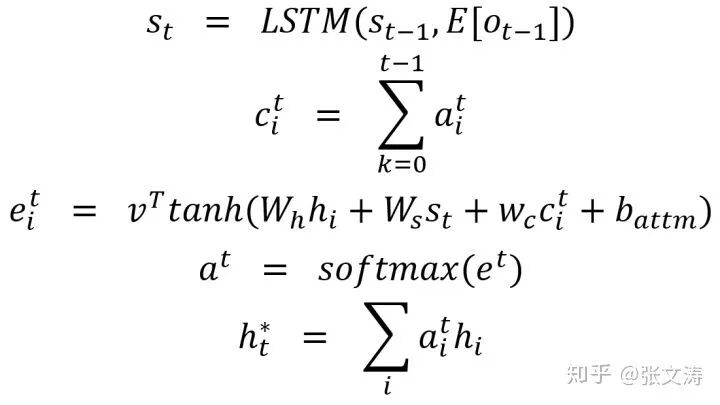 s_t = LSTM(s_{t-1}, E[o_{t-1}])
c_i^t = \sum_{k=0}^{t-1} a_i^t
e_i^t = v^T tanh(W_h h_i + W_s s_t + w_c c_i^t + b_{attm})
a^t = softmax(e^t)
h_t^* = \sum_i a_i^t h_i
知乎 @张文涛